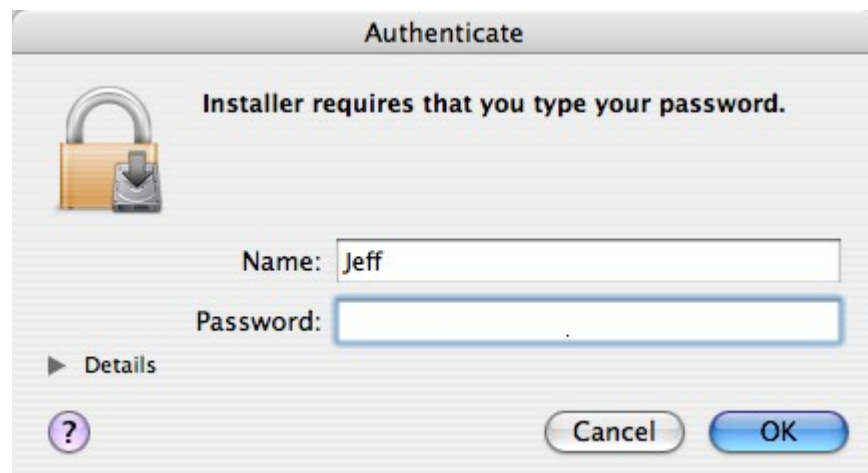 Authenticate
Installer requires that you type your password.
Name: Jeff
Password:
Details
?
Cancel OK